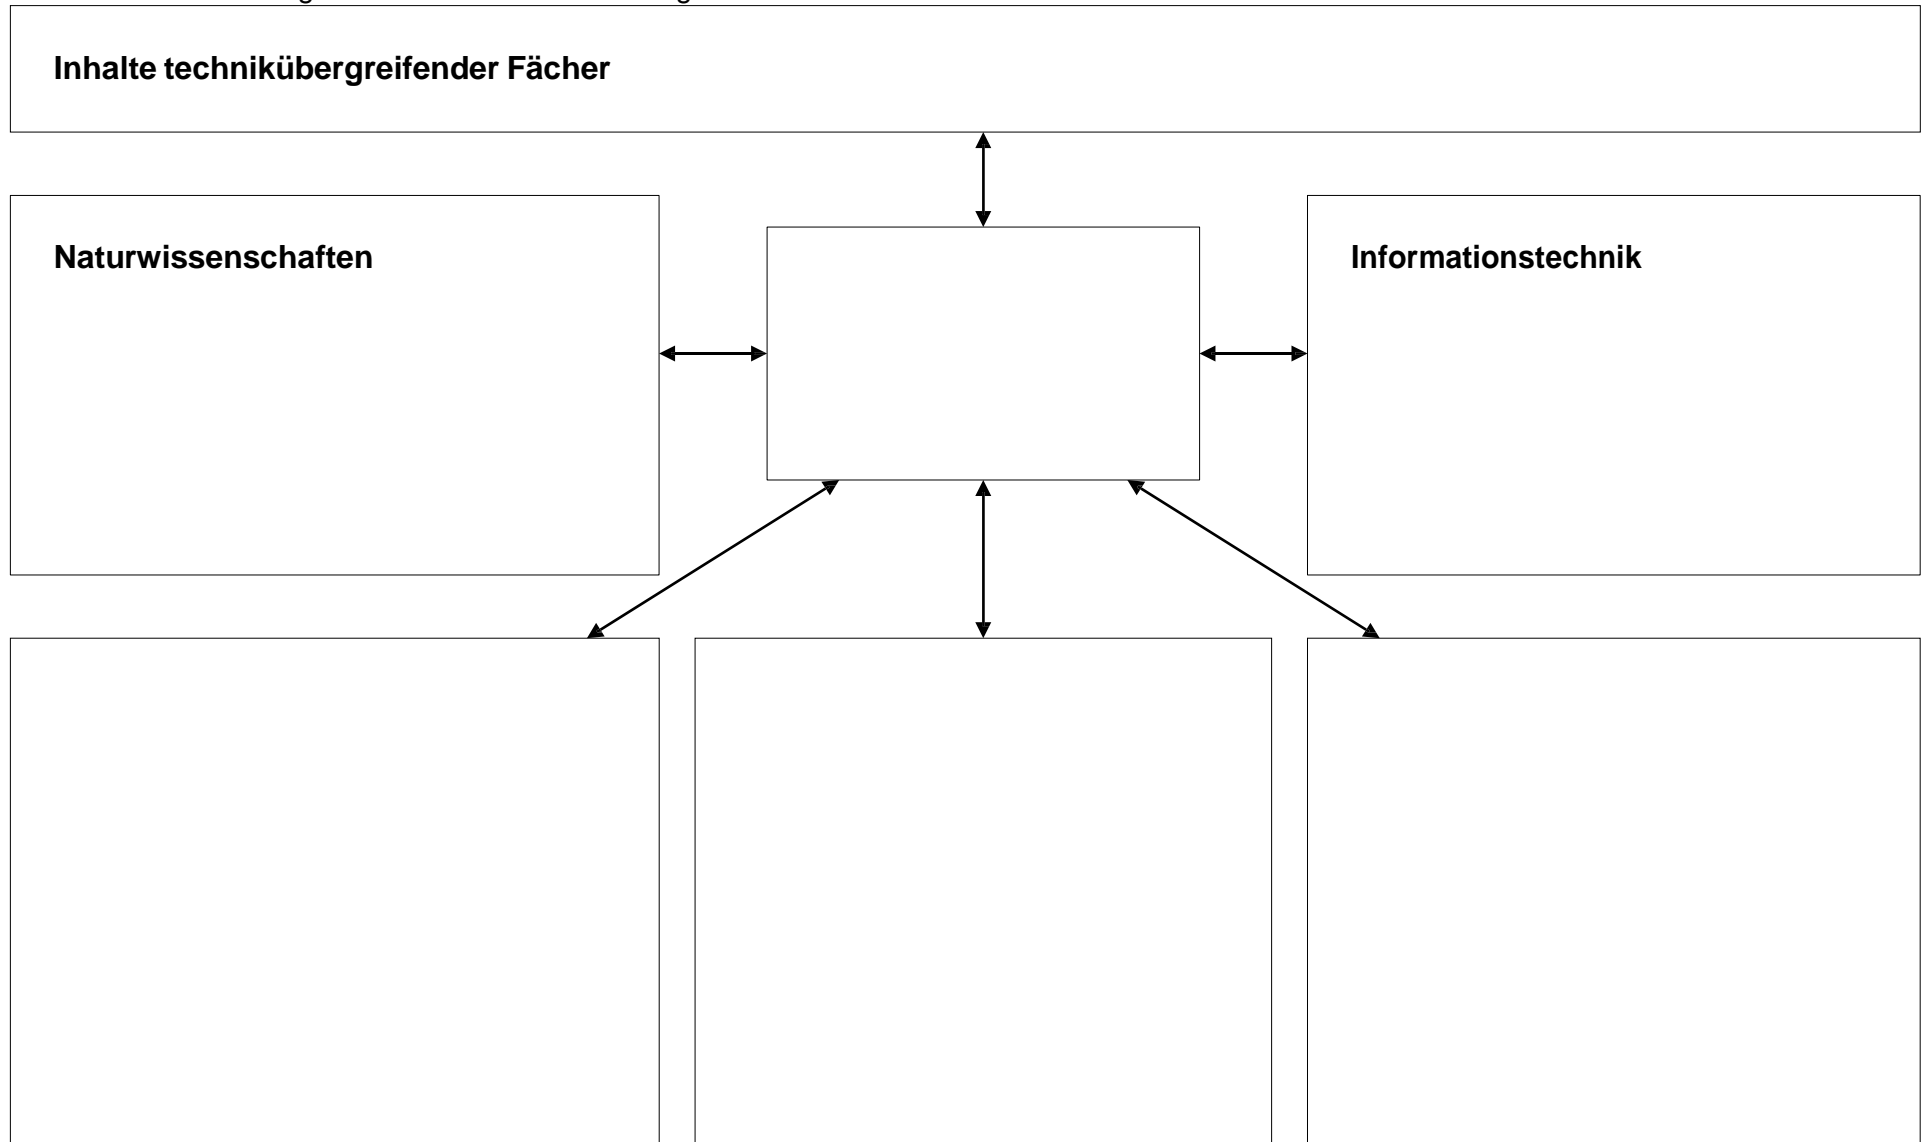 Inhalte technikübergreifender Fächer
Naturwissenschaften
Informationstechnik